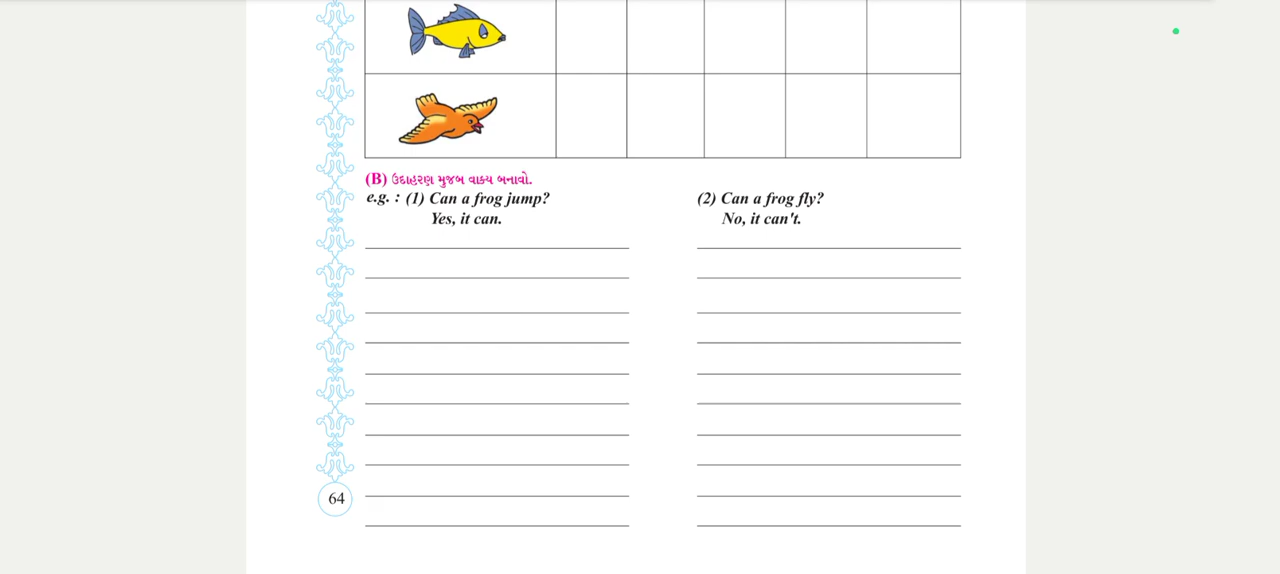 (B) ઉદાહરણ મુજબ વાક્ય બનાવો.
e.g. : (1) Can a frog jump? (2) Can a frog fly?
Yes, it can. No, it can't.
64